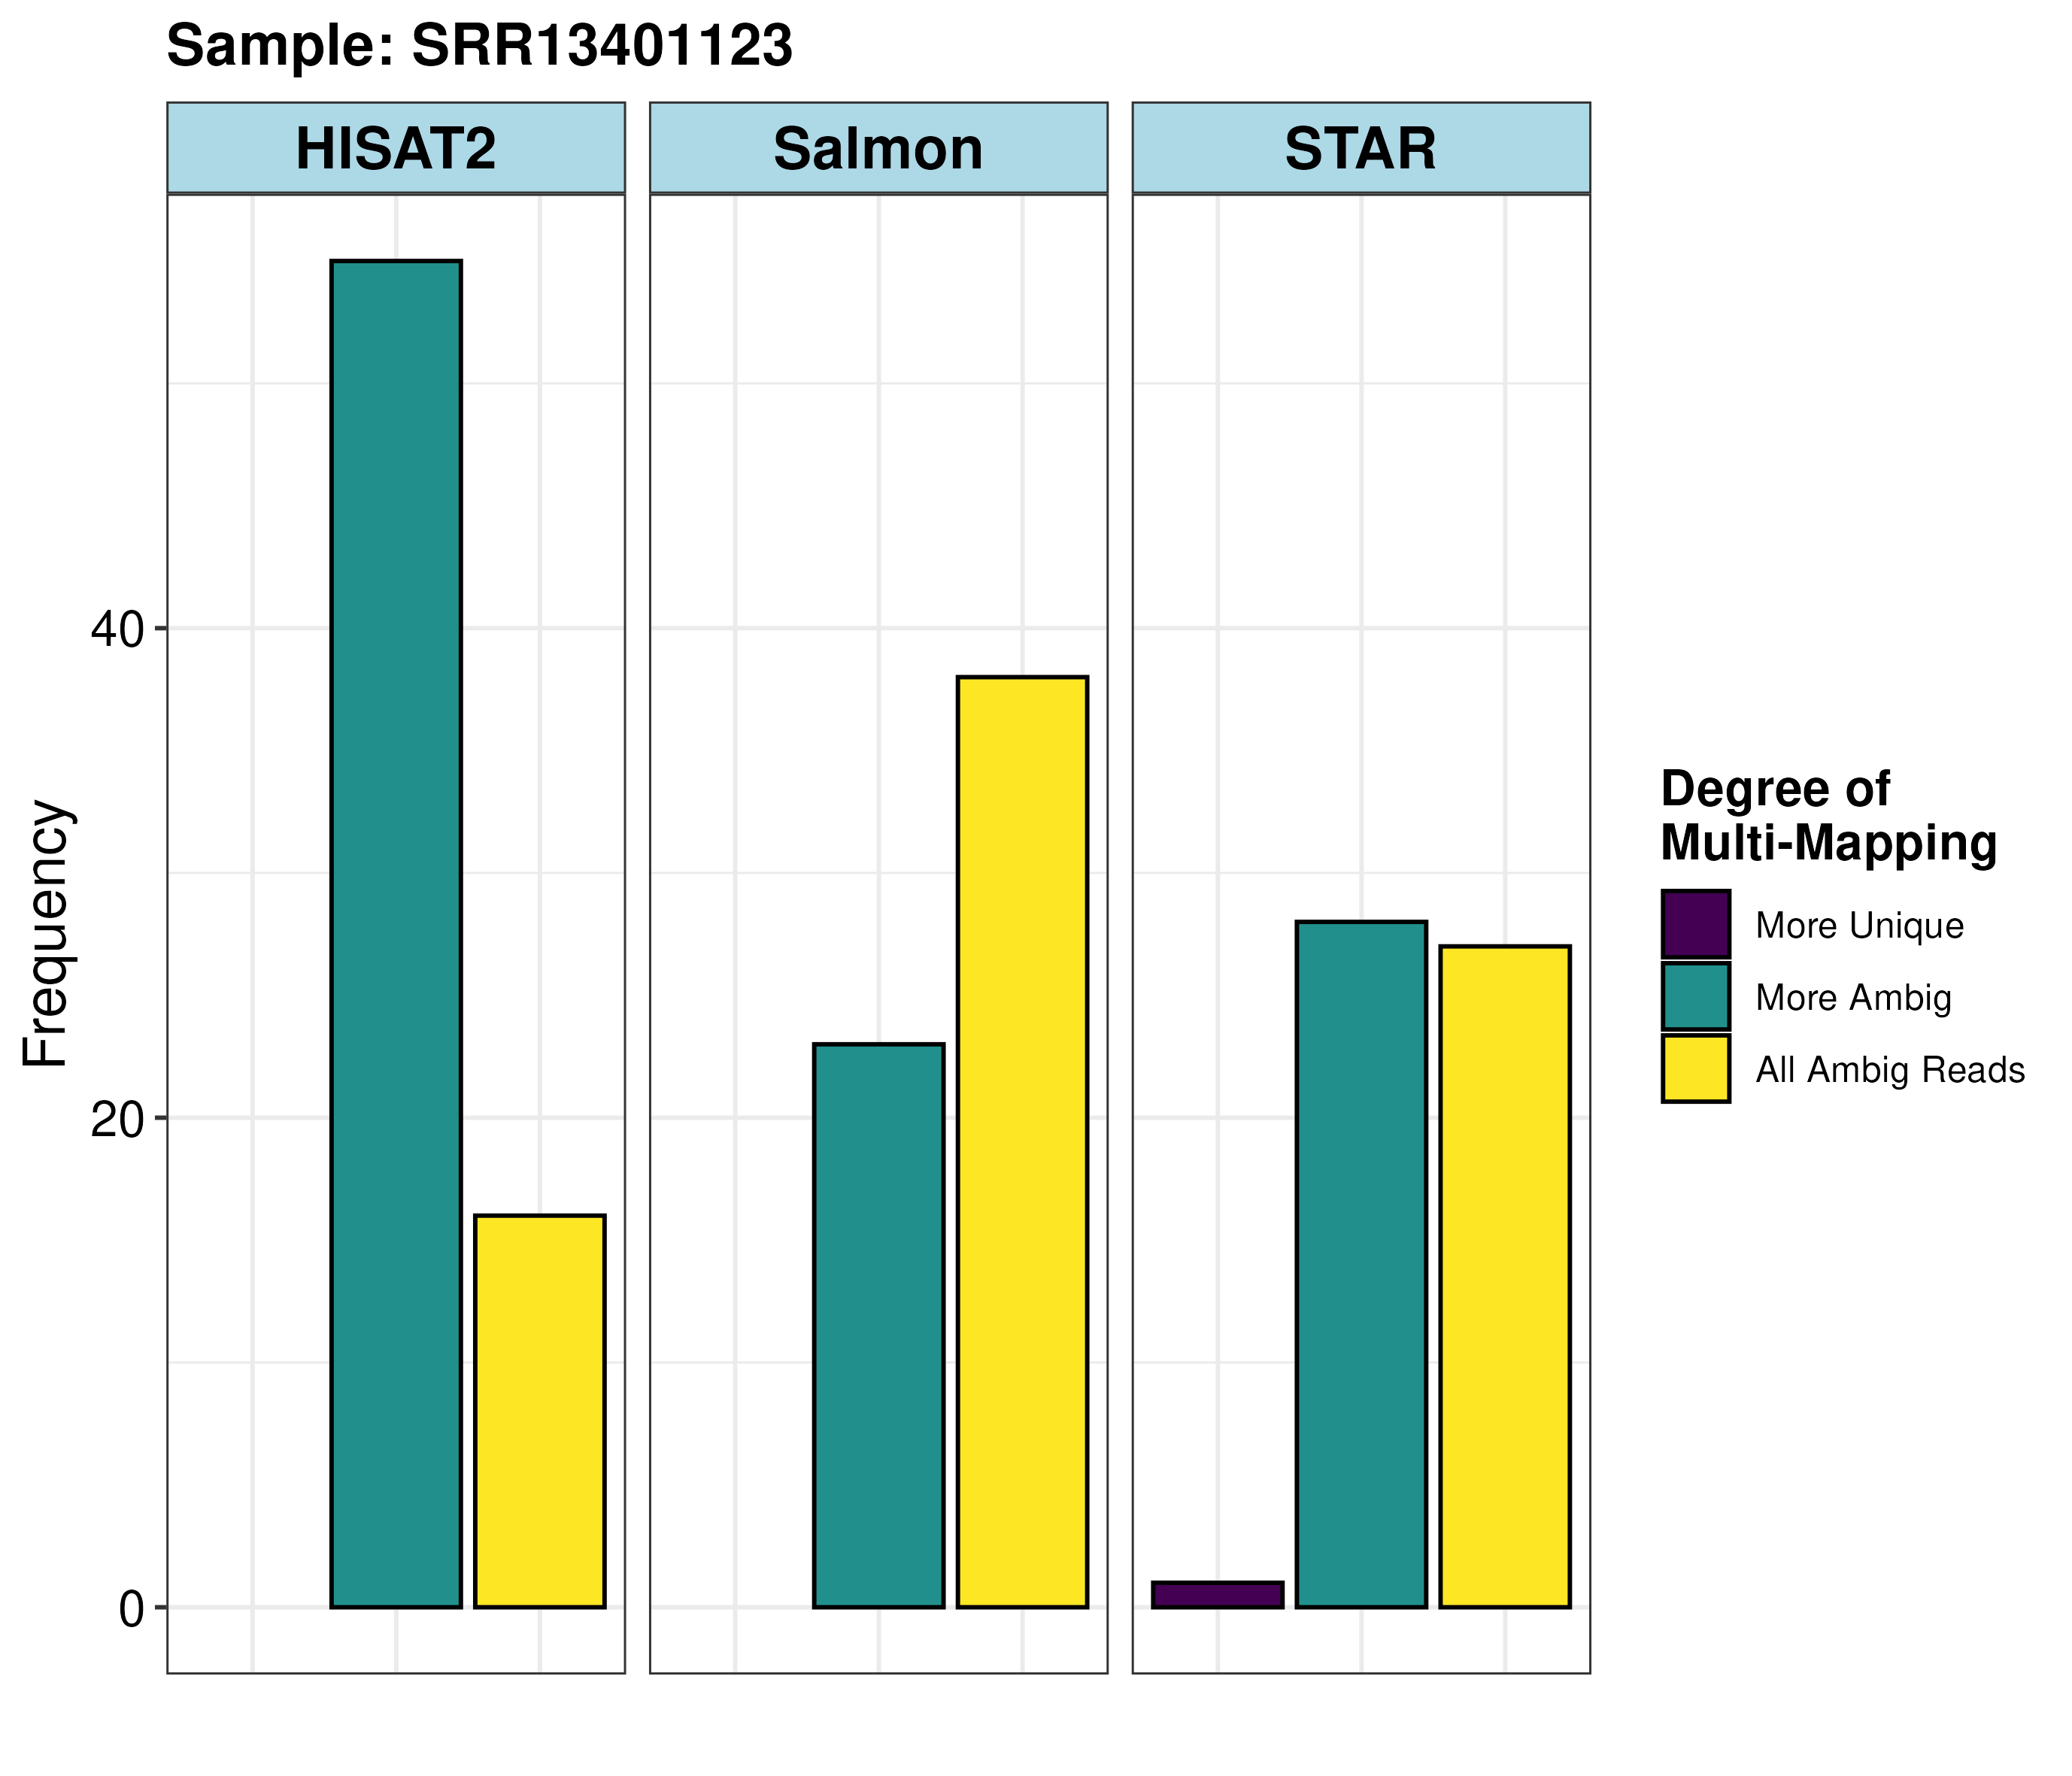 Sample: SRR13401123
HISAT2
Salmon
STAR
Frequency
40
20
0
Degree of
Multi-Mapping
More Unique
More Ambig
All Ambig Reads